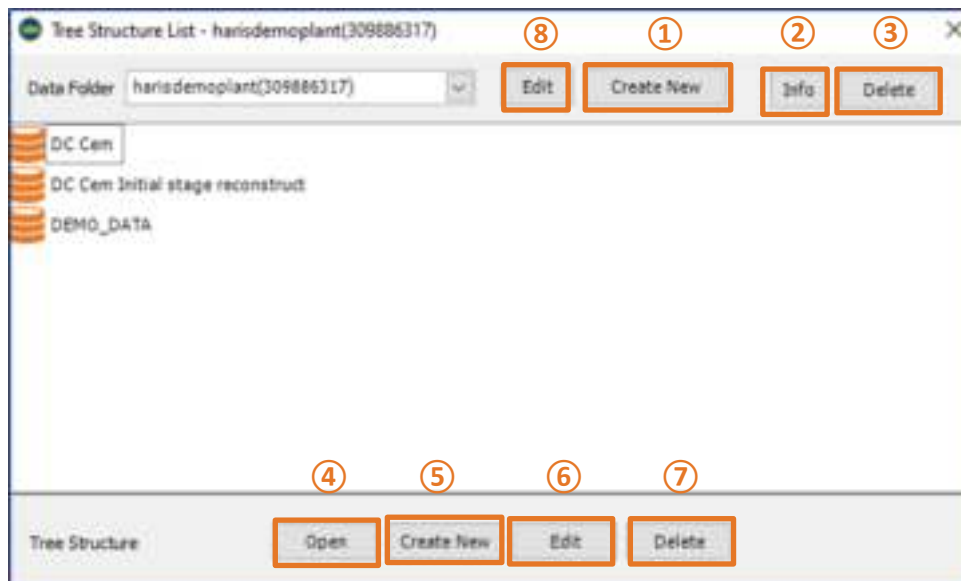 Tree Structure List - harisdemoplant(309886317)
⑧ ① ② ③
Data Folder harisdemoplant(309886317) Edit Create New Info Delete
DC Cem
DC Cem Initial stage reconstruct
DEMO_DATA
④ ⑤ ⑥ ⑦
Tree Structure Open Create New Edit Delete